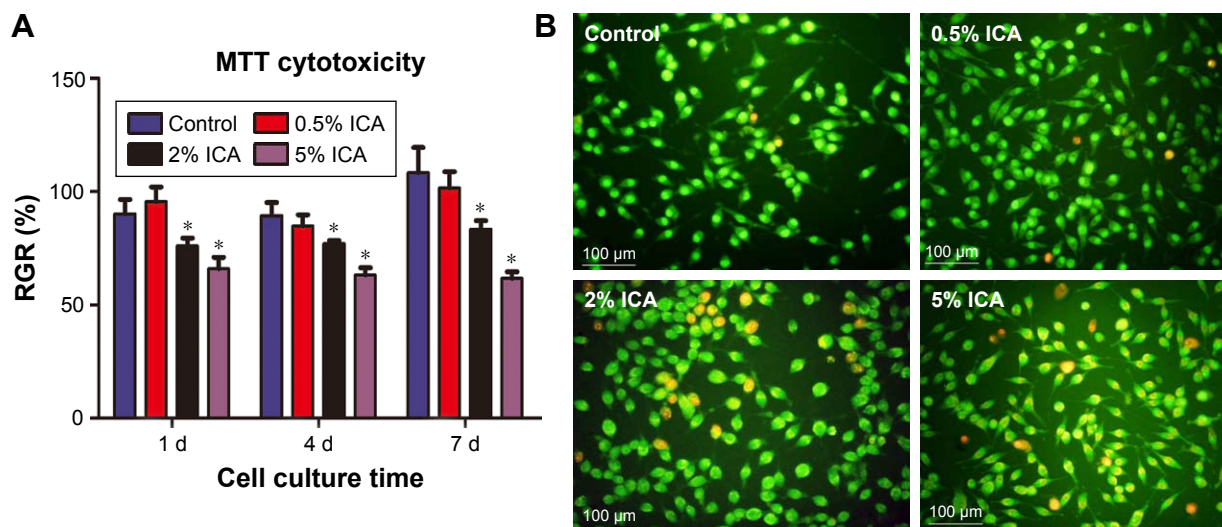 A
MTT cytotoxicity
150
100
50
0
RGR (%)
Control
0.5% ICA
2% ICA
5% ICA
* *
* *
* *
1 d
4 d
7 d
Cell culture time
B
Control
100 µm
0.5% ICA
100 µm
2% ICA
100 µm
5% ICA
100 µm